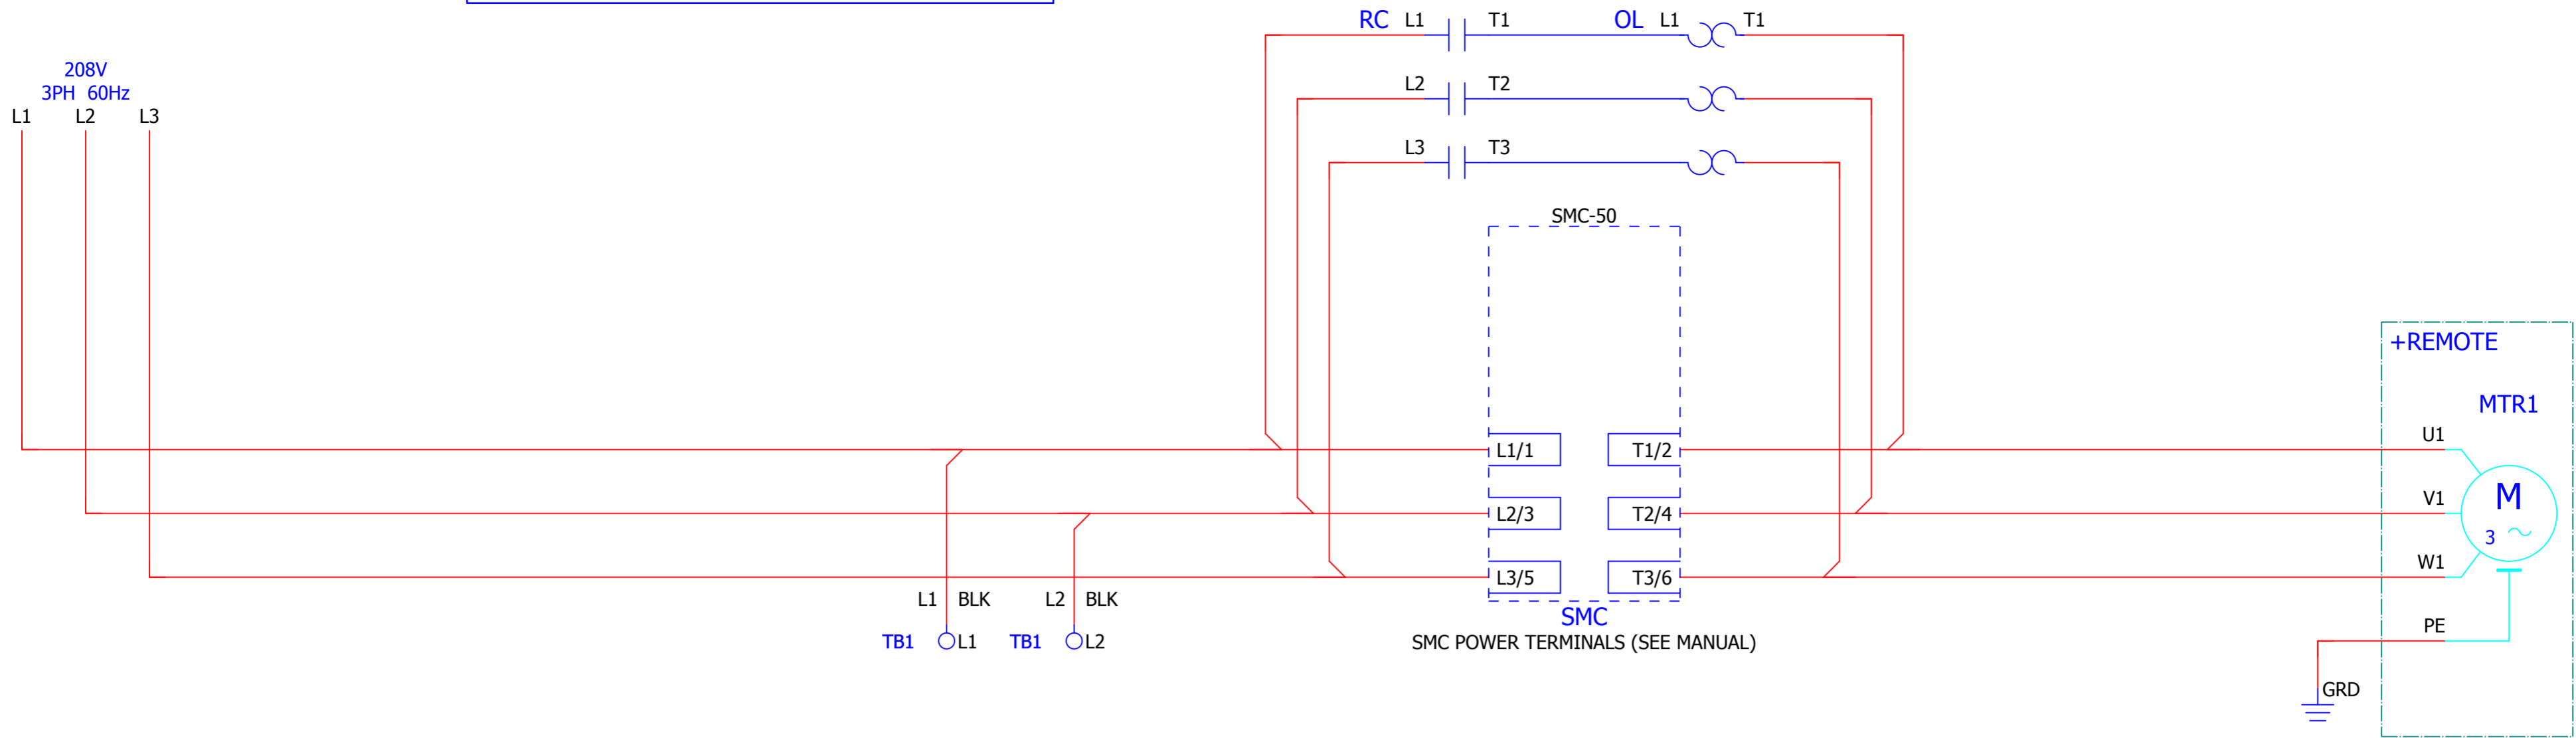 RC L1 T1 OL L1 T1
208V
3PH 60Hz
L1 L2 L3
L2 T2
L3 T3
SMC-50
+REMOTE
MTR1
U1
L1/1 T1/2
V1
M
3
L2/3 T2/4
W1
L3/5 T3/6
L1 BLK L2 BLK
SMC
PE
TB1 L1 TB1 L2
SMC POWER TERMINALS (SEE MANUAL)
GRD